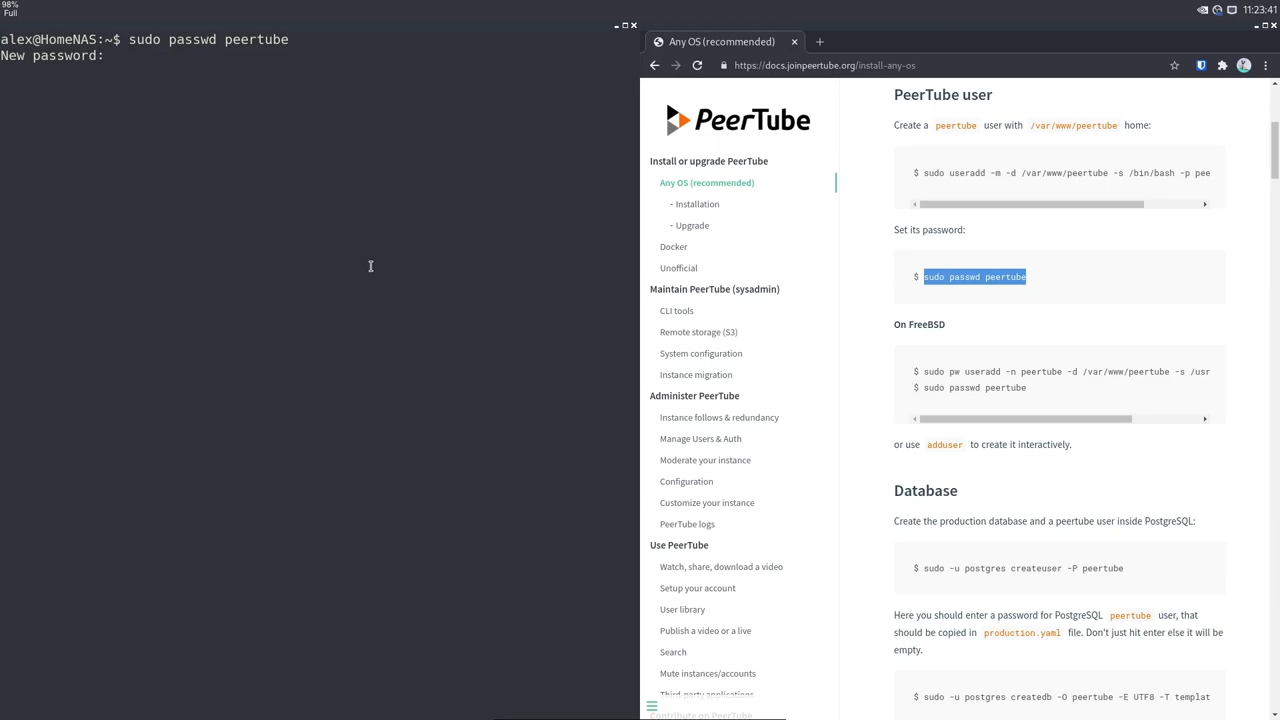 98%
Full
11:23:41
alex@HomeNAS:~$ sudo passwd peertube
New password:
Any OS (recommended)
https://docs.joinpeertube.org/install-any-os
PeerTube
Install or upgrade PeerTube
Any OS (recommended)
- Installation
- Upgrade
Docker
Unofficial
Maintain PeerTube (sysadmin)
CLI tools
Remote storage (S3)
System configuration
Instance migration
Administer PeerTube
Instance follows & redundancy
Manage Users & Auth
Moderate your instance
Configuration
Customize your instance
PeerTube logs
Use PeerTube
Watch, share, download a video
Setup your account
User library
Publish a video or a live
Search
Mute instances/accounts
Third-party applications
Contribute on PeerTube
PeerTube user
Create a peertube user with /var/www/peertube home:
$ sudo useradd -m -d /var/www/peertube -s /bin/bash -p pee
Set its password:
$ sudo passwd peertube
On FreeBSD
$ sudo pw useradd -n peertube -d /var/www/peertube -s /usr
$ sudo passwd peertube
or use adduser to create it interactively.
Database
Create the production database and a peertube user inside PostgreSQL:
$ sudo -u postgres createuser -P peertube
Here you should enter a password for PostgreSQL peertube user, that
should be copied in production.yaml file. Don't just hit enter else it will be
empty.
$ sudo -u postgres createdb -O peertube -E UTF8 -T templat